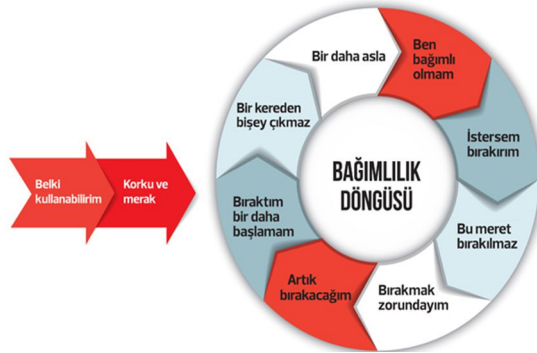 Belki
kullanabilirim
Korku ve
merak
BAĞIMLILIK
DÖNGÜSÜ
Bir daha asla
Ben
bağımlı
olmam
İstersem
bırakırım
Bu meret
bırakılmaz
Bırakmak
zorundayım
Artık
bırakacağım
Bıraktım
bir daha
başlamam
Bir kereden
bişey çıkmaz